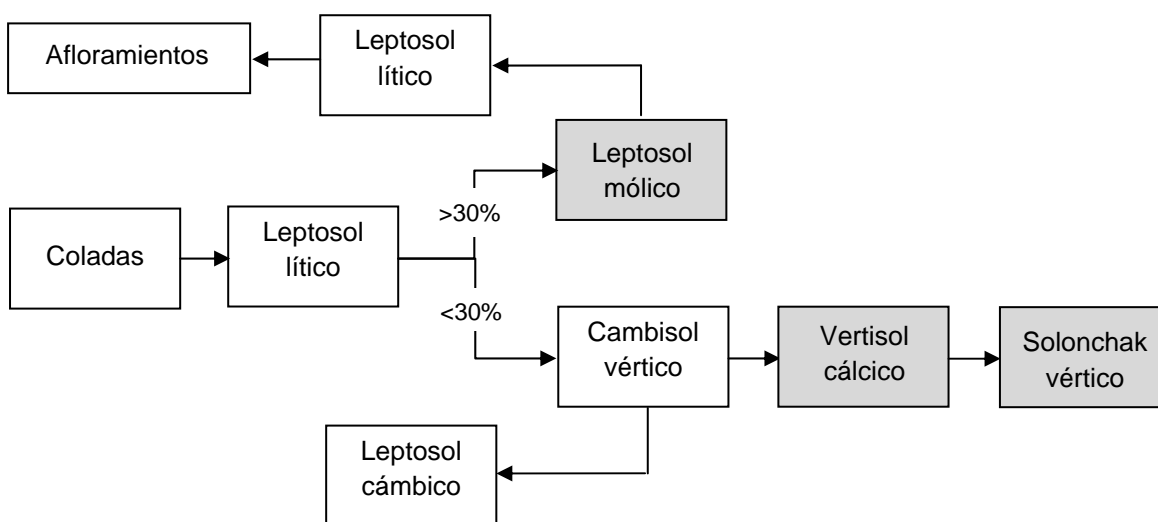 Afloramientos
Leptosol
lítico
Leptosol
mólico
Coladas
Leptosol
lítico
>30%
<30%
Cambisol
vértico
Vertisol
cálcico
Solonchak
vértico
Leptosol
cámbico